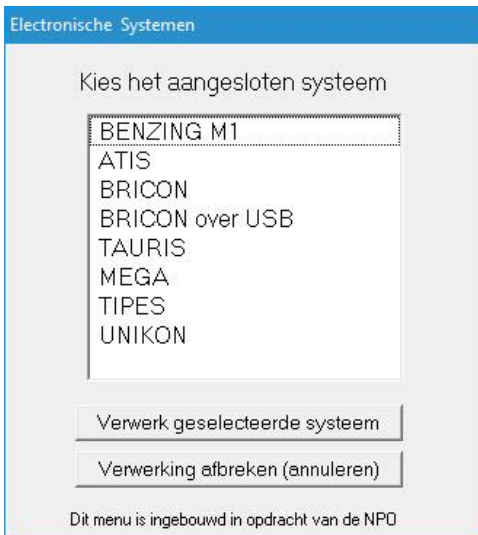 Electronische Systemen
Kies het aangesloten systeem
BENZING M1
ATIS
BRICON
BRICON over USB
TAURIS
MEGA
TIPES
UNIKON
Verwerk geselecteerde systeem
Verwerking afbreken (annuleren)
Dit menu is ingebouwd in opdracht van de NPO